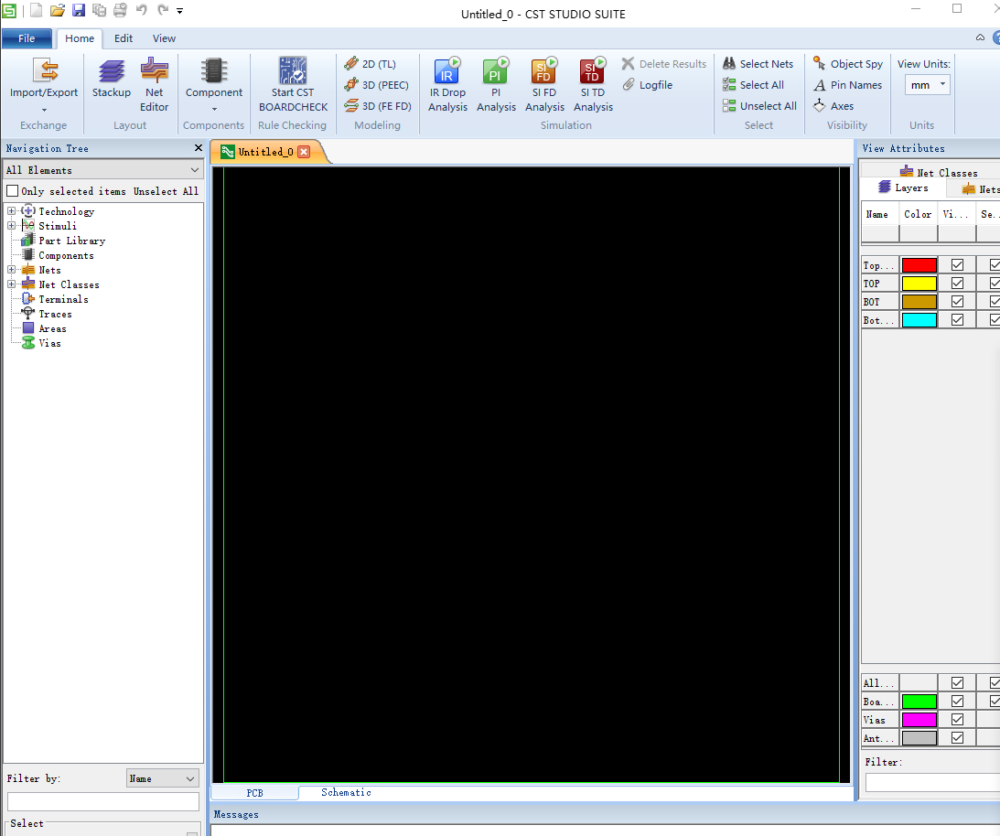 Untitled_0 - CST STUDIO SUITE
File Home Edit View
Import/Export
Exchange
Stackup
Net Editor
Layout
Component
Components
Start CST BOARDCHECK
Rule Checking
2D (TL)
3D (PEEC)
3D (FE FD)
Modeling
IR
IR Drop Analysis
PI
PI Analysis
SI FD
SI FD Analysis
SI TD
SI TD Analysis
Delete Results
Logfile
Simulation
Select Nets
Select All
Unselect All
Select
Object Spy
Pin Names
Axes
Visibility
View Units:
mm
Units
Navigation Tree
All Elements
Only selected items Unselect All
Technology
Stimuli
Part Library
Components
Nets
Net Classes
Terminals
Traces
Areas
Vias
Filter by: Name
Select
Untitled_0
PCB Schematic
Messages
View Attributes
Net Classes
Layers Nets
Name Color Vi... Se..
Top...
TOP
BOT
Bot...
All...
Boa...
Vias
Ant...
Filter: